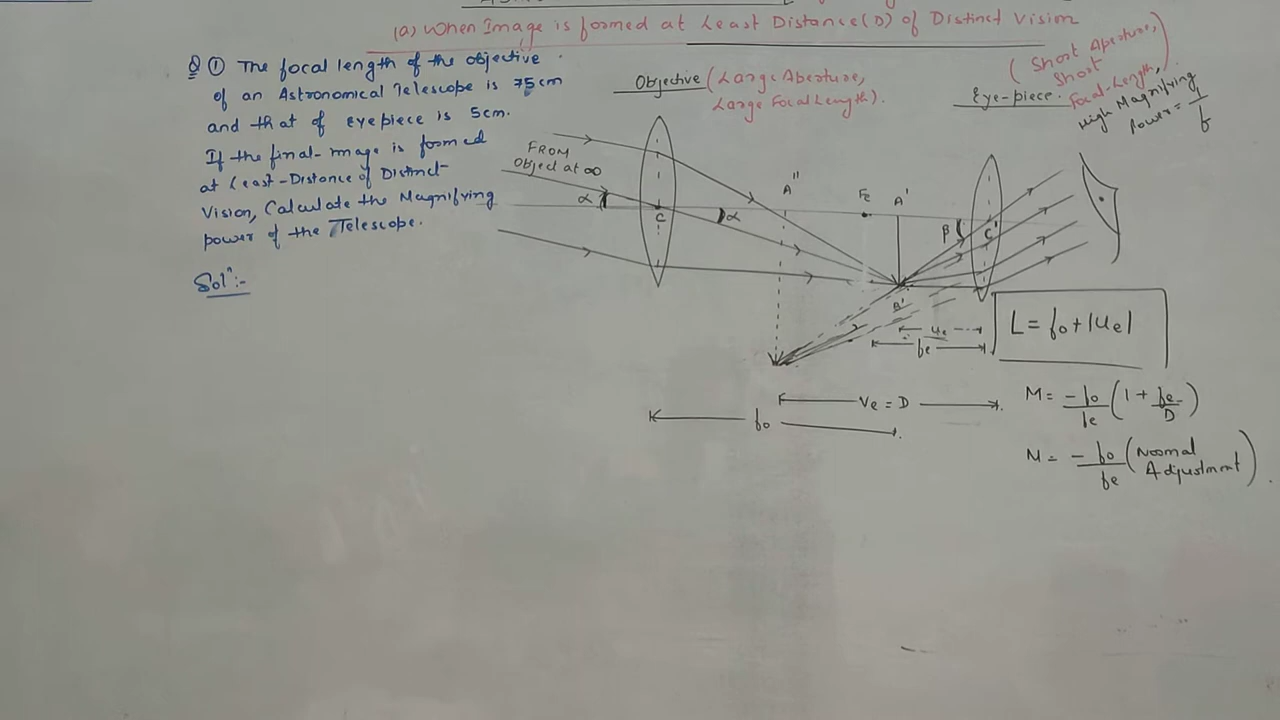 (a) When Image is formed at Least Distance (D) of Distinct Vision
Q ① The focal length of the objective
of an Astronomical Telescope is 75cm
and that of eyepiece is 5cm.
If the final-image is formed
at Least-Distance of Distinct
Vision, Calculate the Magnifying
power of the Telescope.
Solⁿ:-
Objective (Large Aperture,
Large Focal Length).
Eye-piece. (Short Aperture,
Short
Focal-Length,
High Magnifying
Power = 1/f
FROM
Object at ∞
α
C
α
A"
Fe
A'
β
C'
B'
ue
fe
L = fo + |ue|
ve = D
fo
M = -fo/fe (1 + fe/D)
M = -fo/fe (Normal
Adjustment)